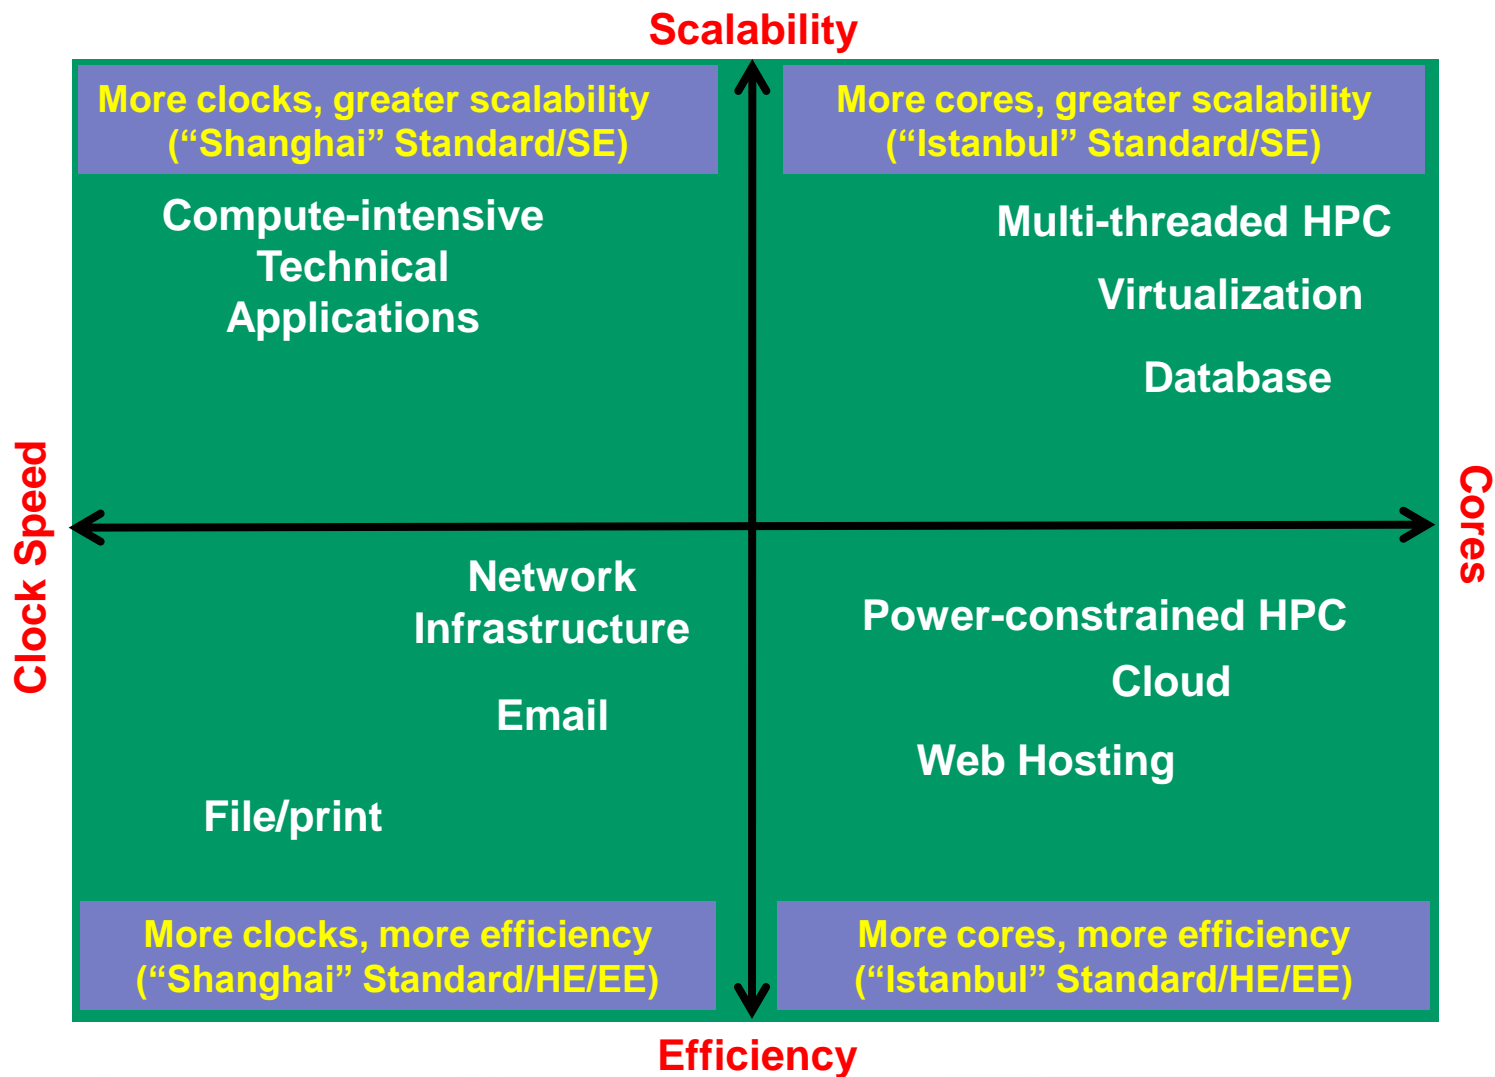 Scalability
More clocks, greater scalability
(“Shanghai” Standard/SE)
More cores, greater scalability
(“Istanbul” Standard/SE)
Compute-intensive
Technical
Applications
Multi-threaded HPC
Virtualization
Database
Clock Speed
Cores
Network
Infrastructure
Email
File/print
Power-constrained HPC
Cloud
Web Hosting
More clocks, more efficiency
(“Shanghai” Standard/HE/EE)
More cores, more efficiency
(“Istanbul” Standard/HE/EE)
Efficiency